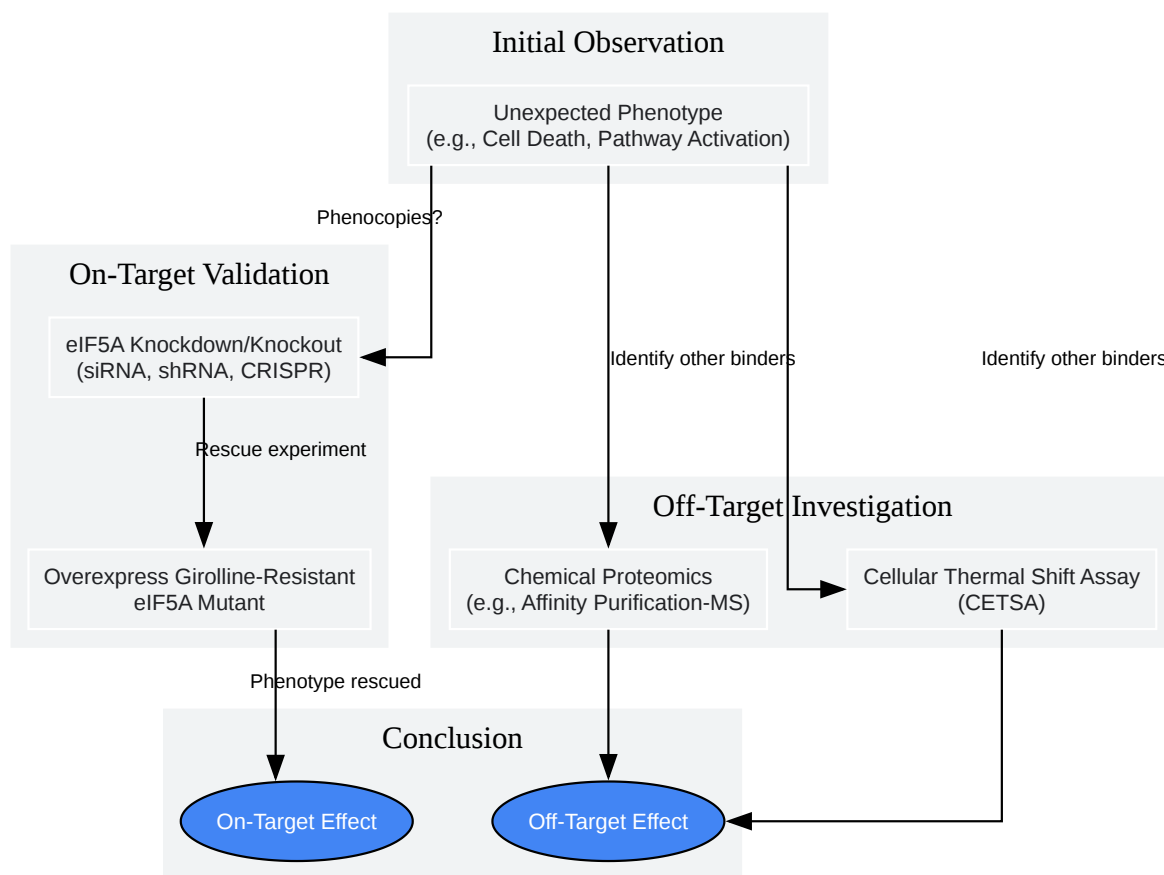 Initial Observation
Unexpected Phenotype
(e.g., Cell Death, Pathway Activation)
Phenocopies?
On-Target Validation
eIF5A Knockdown/Knockout
(siRNA, shRNA, CRISPR)
Identify other binders
Identify other binders
Rescue experiment
Off-Target Investigation
Overexpress Girolline-Resistant
eIF5A Mutant
Chemical Proteomics
(e.g., Affinity Purification-MS)
Cellular Thermal Shift Assay
(CETSA)
Phenotype rescued
Conclusion
On-Target Effect
Off-Target Effect